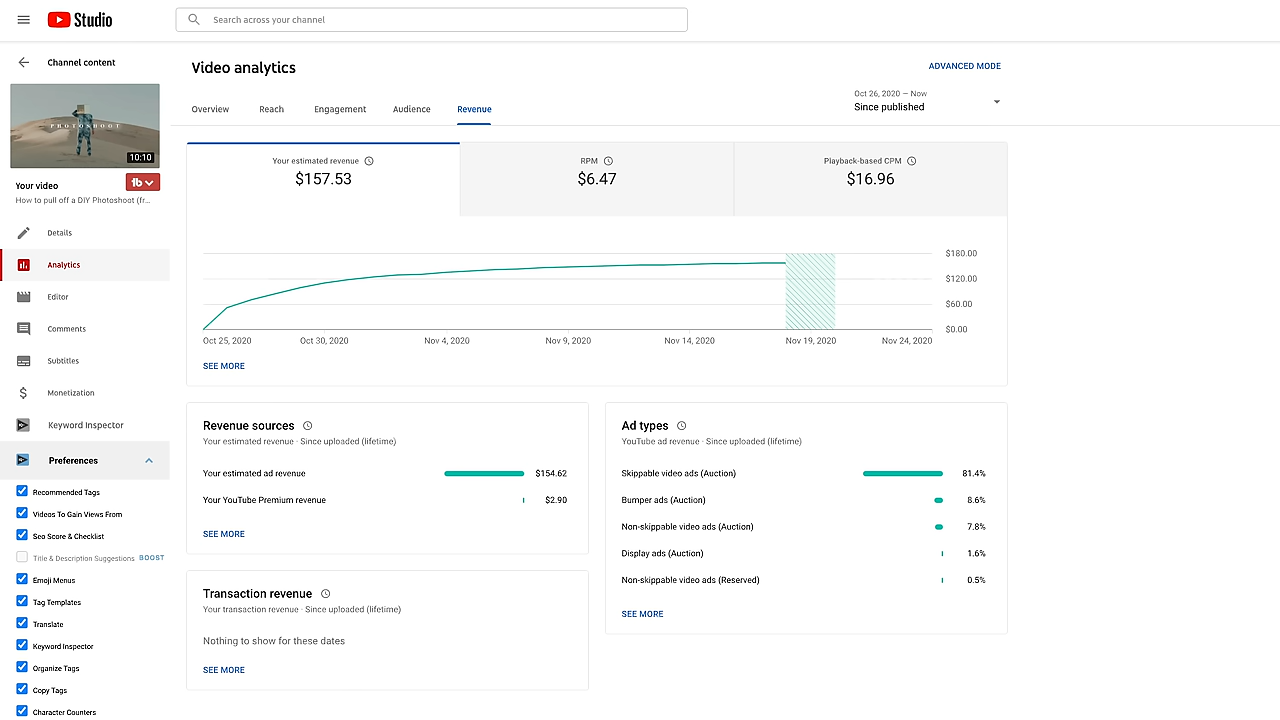 Studio
Search across your channel
Channel content
PHOTOSHOOT
10:10
Your video
How to pull off a DIY Photoshoot (fr...
Details
Analytics
Editor
Comments
Subtitles
Monetization
Keyword Inspector
Preferences
Recommended Tags
Videos To Gain Views From
Seo Score & Checklist
Title & Description Suggestions BOOST
Emoji Menus
Tag Templates
Translate
Keyword Inspector
Organize Tags
Copy Tags
Character Counters
Video analytics
ADVANCED MODE
Overview Reach Engagement Audience Revenue
Oct 26, 2020 – Now
Since published
Your estimated revenue
$157.53
RPM
$6.47
Playback-based CPM
$16.96
$180.00
$120.00
$60.00
$0.00
Oct 25, 2020 Oct 30, 2020 Nov 4, 2020 Nov 9, 2020 Nov 14, 2020 Nov 19, 2020 Nov 24, 2020
SEE MORE
Revenue sources
Your estimated revenue · Since uploaded (lifetime)
Your estimated ad revenue $154.62
Your YouTube Premium revenue $2.90
SEE MORE
Transaction revenue
Your transaction revenue · Since uploaded (lifetime)
Nothing to show for these dates
SEE MORE
Ad types
YouTube ad revenue · Since uploaded (lifetime)
Skippable video ads (Auction) 81.4%
Bumper ads (Auction) 8.6%
Non-skippable video ads (Auction) 7.8%
Display ads (Auction) 1.6%
Non-skippable video ads (Reserved) 0.5%
SEE MORE